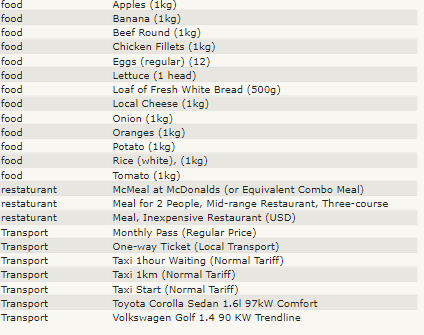 food Apples (1kg)
food Banana (1kg)
food Beef Round (1kg)
food Chicken Fillets (1kg)
food Eggs (regular) (12)
food Lettuce (1 head)
food Loaf of Fresh White Bread (500g)
food Local Cheese (1kg)
food Onion (1kg)
food Oranges (1kg)
food Potato (1kg)
food Rice (white), (1kg)
food Tomato (1kg)
restaturant McMeal at McDonalds (or Equivalent Combo Meal)
restaturant Meal for 2 People, Mid-range Restaurant, Three-course
restaturant Meal, Inexpensive Restaurant (USD)
Transport Monthly Pass (Regular Price)
Transport One-way Ticket (Local Transport)
Transport Taxi 1hour Waiting (Normal Tariff)
Transport Taxi 1km (Normal Tariff)
Transport Taxi Start (Normal Tariff)
Transport Toyota Corolla Sedan 1.6l 97kW Comfort
Transport Volkswagen Golf 1.4 90 KW Trendline